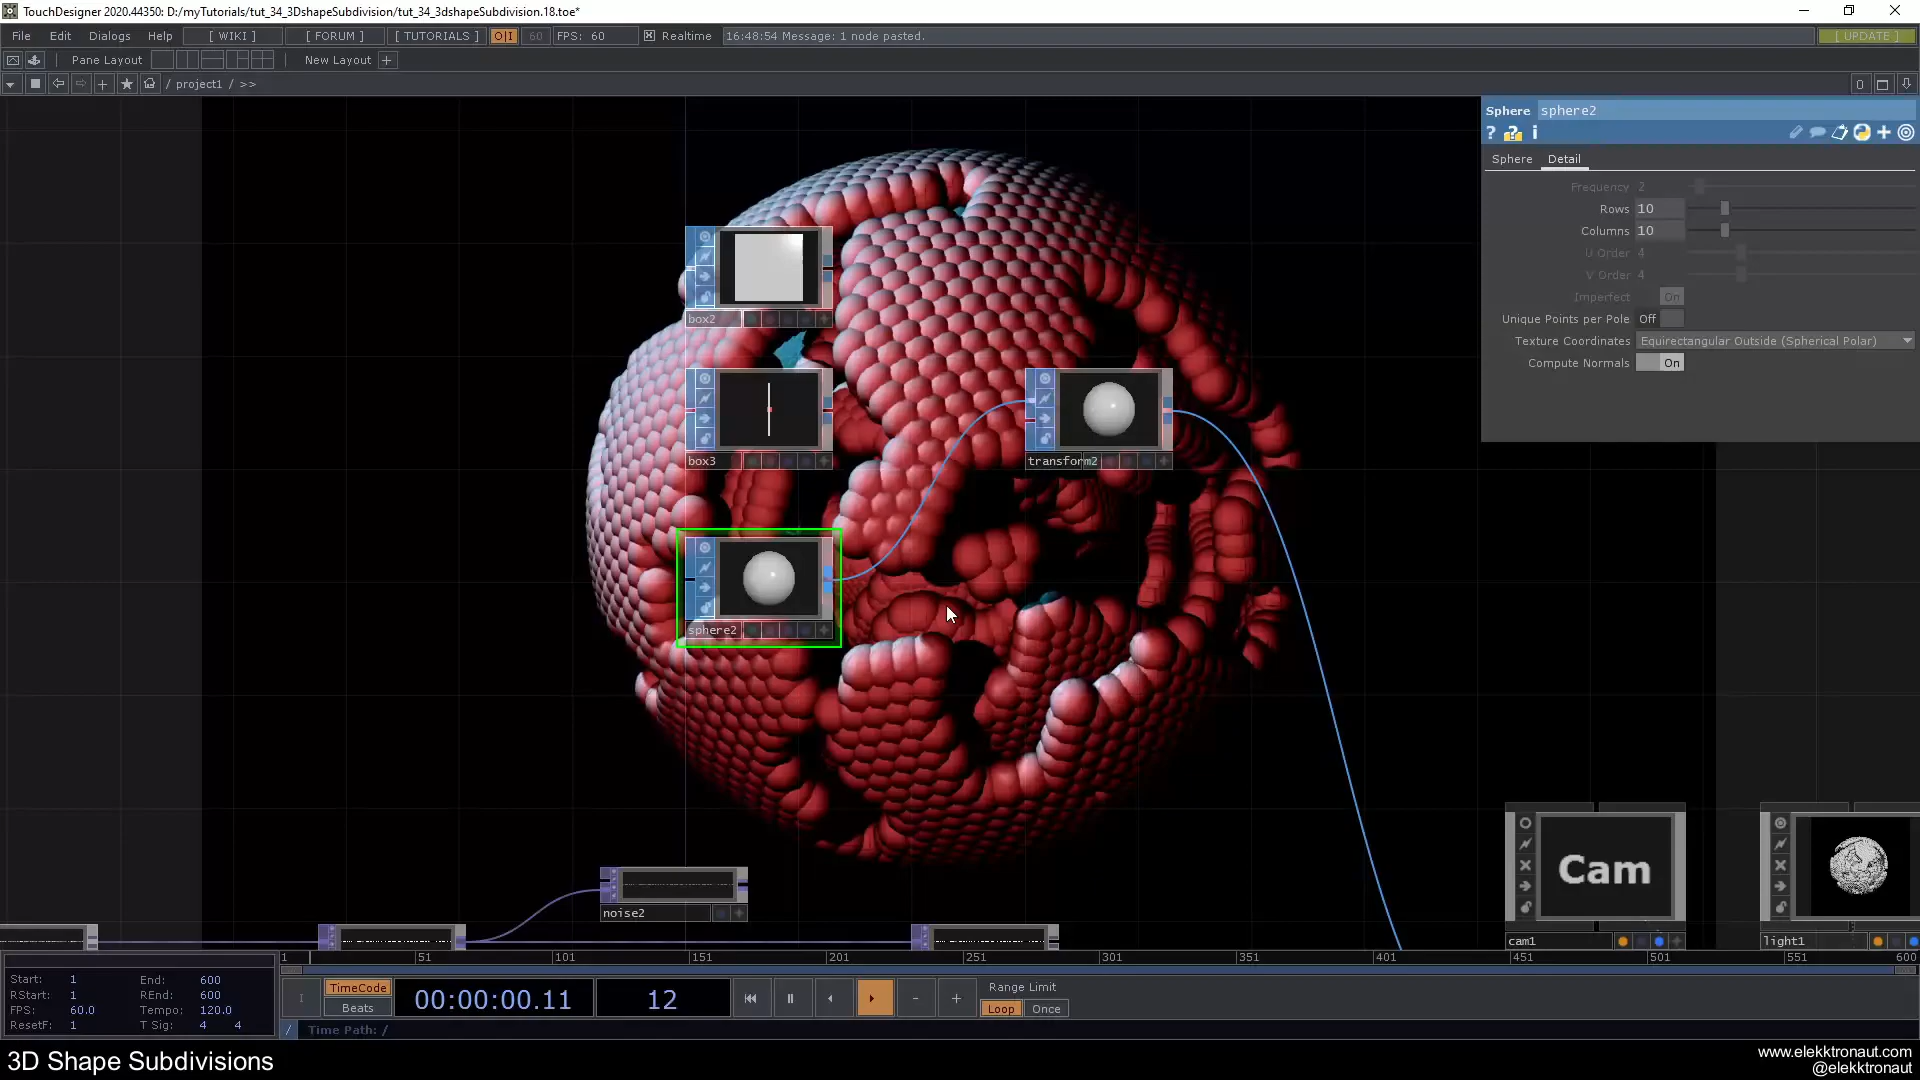 TouchDesigner 2020.44350: D:/myTutorials/tut_34_3DshapeSubdivision/tut_34_3dshapeSubdivision.18.toe*
File Edit Dialogs Help [ WIKI ] [ FORUM ] [ TUTORIALS ] O|I 60 FPS: 60 Realtime 16:48:54 Message: 1 node pasted. [ UPDATE ]
Pane Layout New Layout
/ project1 / >> 0
Sphere sphere2
? ? i
Sphere Detail
Frequency 2
Rows 10
Columns 10
U Order 4
V Order 4
Imperfect On
Unique Points per Pole Off
Texture Coordinates Equirectangular Outside (Spherical Polar)
Compute Normals On
box2
box3
transform2
sphere2
noise2
Cam
cam1
light1
1 51 101 151 201 251 301 351 401 451 501 551 600
Start: 1 End: 600
RStart: 1 REnd: 600
FPS: 60.0 Tempo: 120.0
ResetF: 1 T Sig: 4 4
I TimeCode Beats 00:00:00.11 12 - + Range Limit
Loop Once
/ Time Path: /
3D Shape Subdivisions
www.elekktronaut.com
@elekktronaut